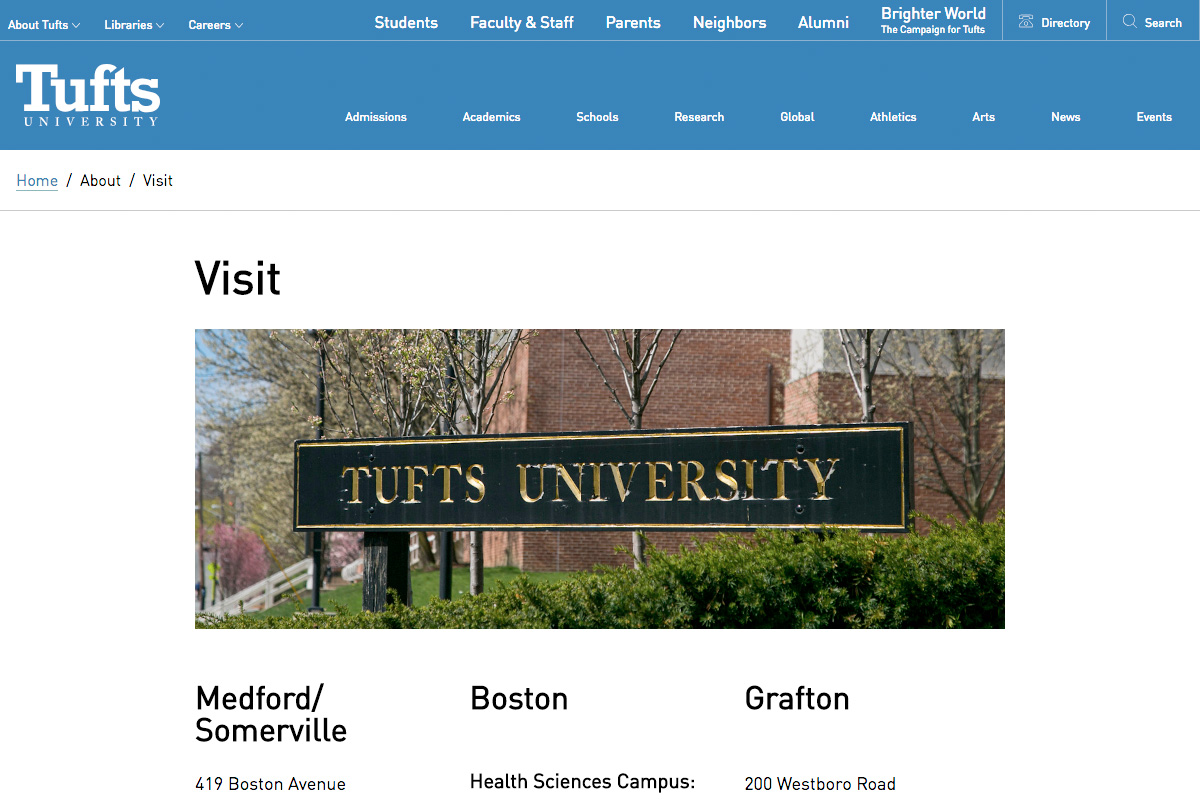 About Tufts
Libraries
Careers
Students
Faculty & Staff
Parents
Neighbors
Alumni
Brighter World
The Campaign for Tufts
Directory
Search
Tufts
UNIVERSITY
Admissions
Academics
Schools
Research
Global
Athletics
Arts
News
Events
Home / About / Visit
Visit
TUFTS UNIVERSITY
Medford/
Somerville
419 Boston Avenue
Boston
Health Sciences Campus:
Grafton
200 Westboro Road